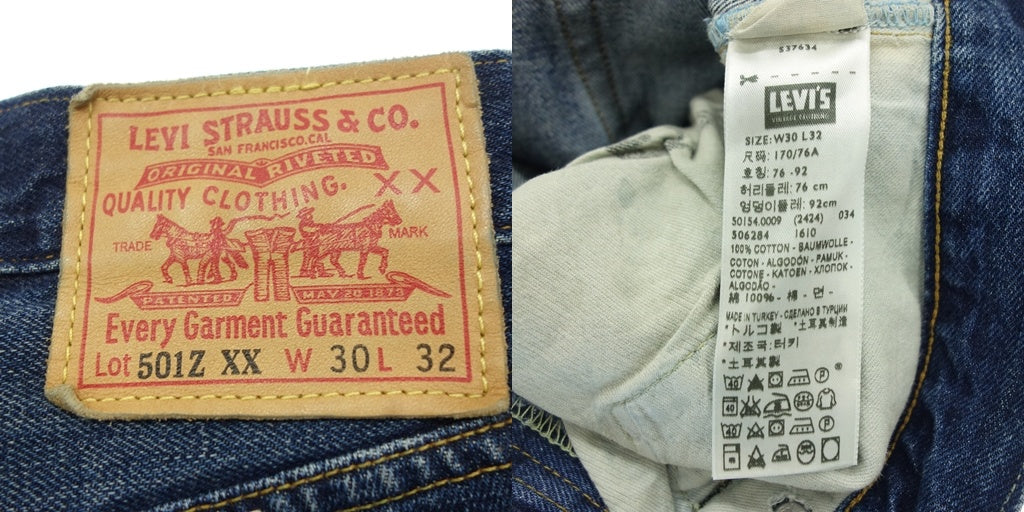 LEVI STRAUSS & CO.
SAN FRANCISCO.CAL
ORIGINAL RIVETED
QUALITY CLOTHING. XX
TRADE MARK
PATENTED MAY 20 1873
Every Garment Guaranteed
Lot 501Z XX W 30 L 32
537634
LEVI'S
VINTAGE CLOTHING
SIZE: W30 L32
尺码: 170/76A
호칭: 76 -92
허리둘레: 76 cm
엉덩이둘레: 92cm
50154.0009 (2424) 034
506284 1610
100% COTTON - BAUMWOLLE -
COTON - ALGODÓN - PAMUK -
COTONE - KATOEN - ХЛОПОК -
ALGODÃO -
綿 100% - 棉 - 면 -
MADE IN TURKEY - СДЕЛАНО В ТУРЦИИ
*トルコ製 *土耳其制造
*제조국:터키
*土耳其製